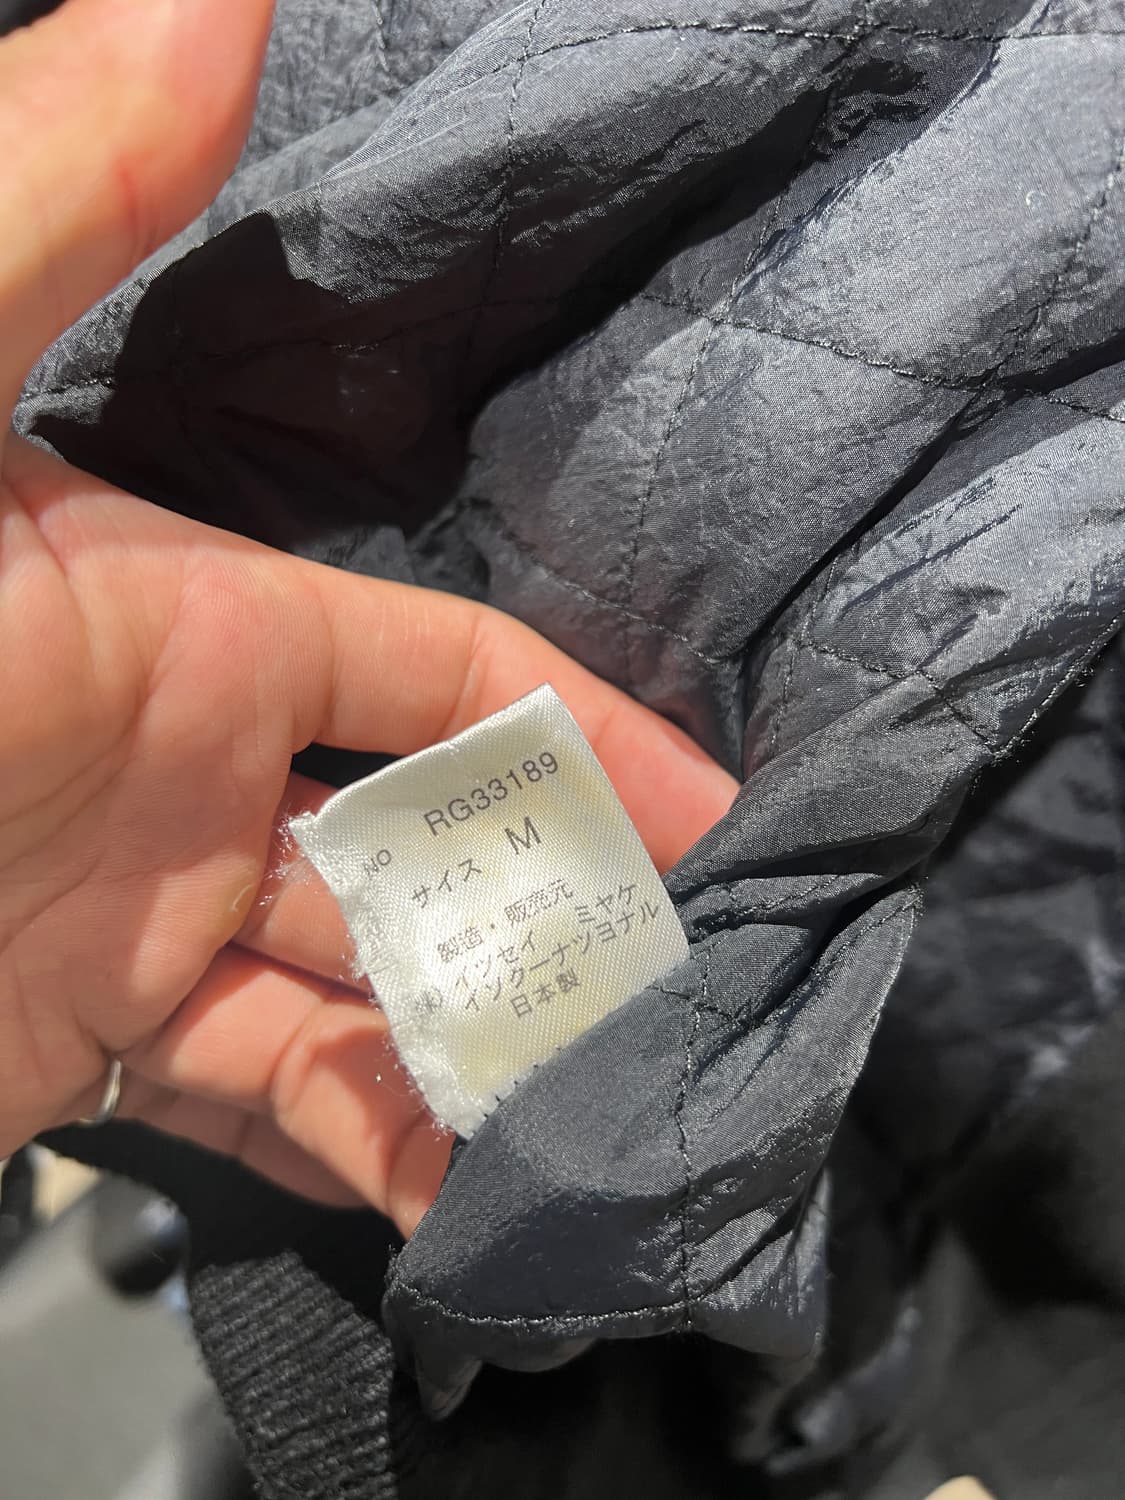 NO RG33189
サイズ M
製造・販売元
(株) イッセイ ミヤケ
インターナショナル
日本製